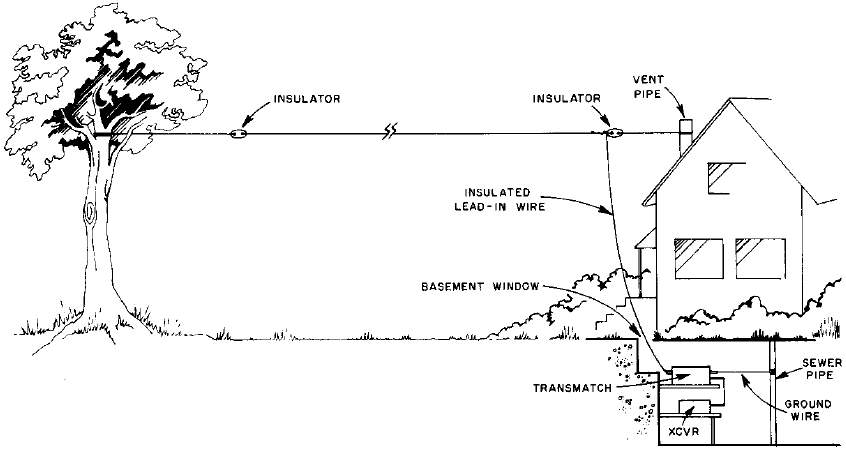 INSULATOR
INSULATOR
VENT
PIPE
INSULATED
LEAD-IN WIRE
BASEMENT WINDOW
TRANSMATCH
XCVR
SEWER
PIPE
GROUND
WIRE